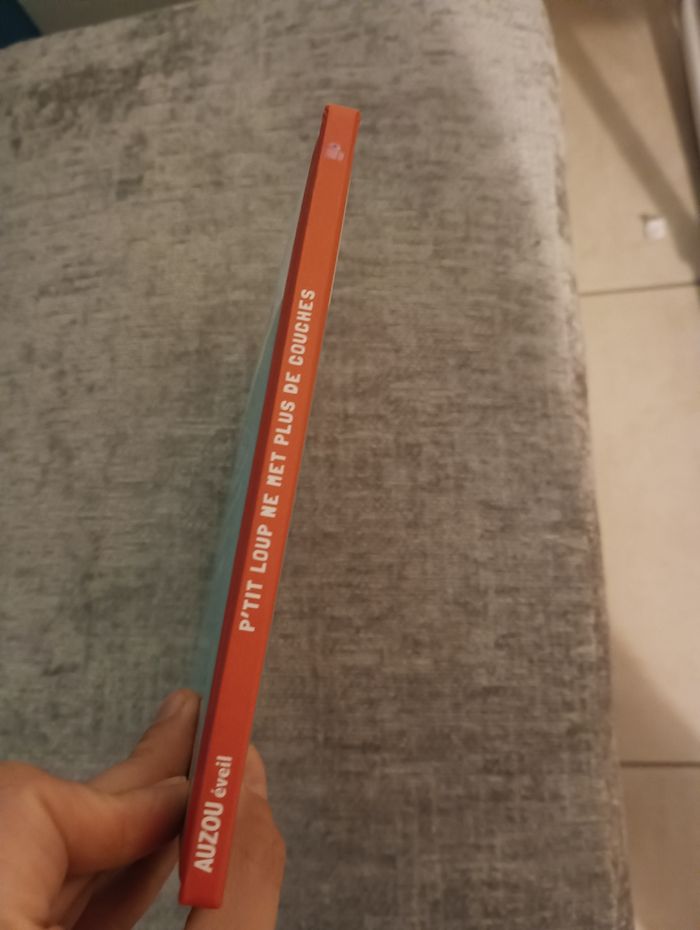 P'TIT LOUP NE MET PLUS DE COUCHES
AUZOU éveil